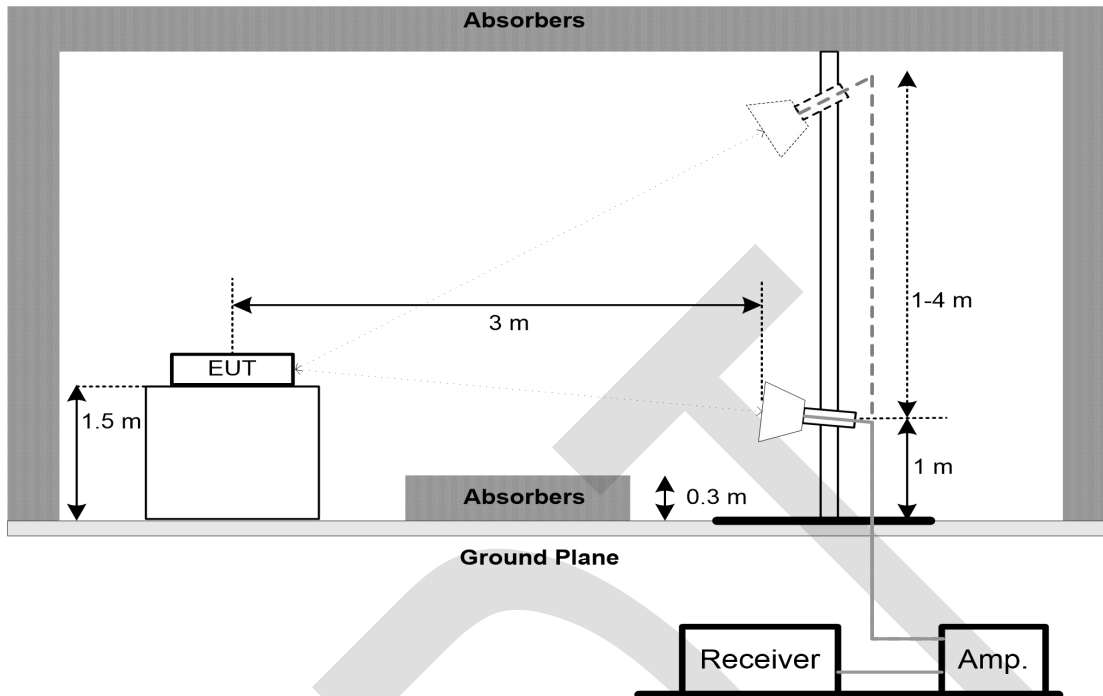 Absorbers
3 m
1-4 m
EUT
1.5 m
1 m
Absorbers
0.3 m
Ground Plane
Receiver
Amp.